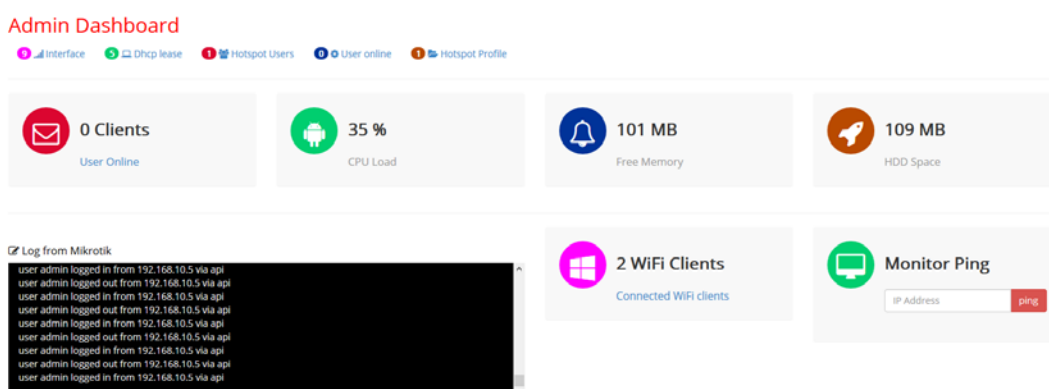 Admin Dashboard
9 Interface 5 Dhcp lease 1 Hotspot Users 0 User online 1 Hotspot Profile
0 Clients
User Online
35 %
CPU Load
101 MB
Free Memory
109 MB
HDD Space
Log from Mikrotik
user admin logged in from 192.168.10.5 via api
user admin logged out from 192.168.10.5 via api
user admin logged in from 192.168.10.5 via api
user admin logged out from 192.168.10.5 via api
user admin logged in from 192.168.10.5 via api
user admin logged out from 192.168.10.5 via api
user admin logged in from 192.168.10.5 via api
user admin logged out from 192.168.10.5 via api
user admin logged in from 192.168.10.5 via api
2 WiFi Clients
Connected WiFi clients
Monitor Ping
IP Address ping